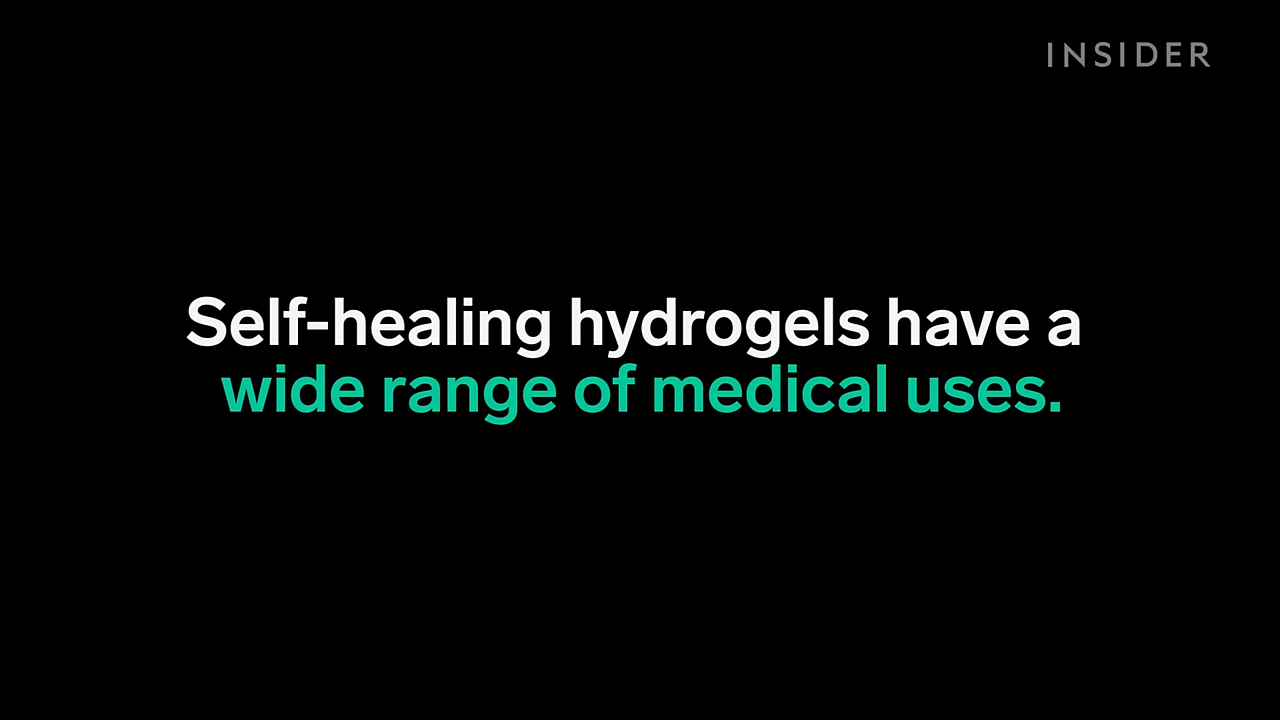 INSIDER
Self-healing hydrogels have a
wide range of medical uses.